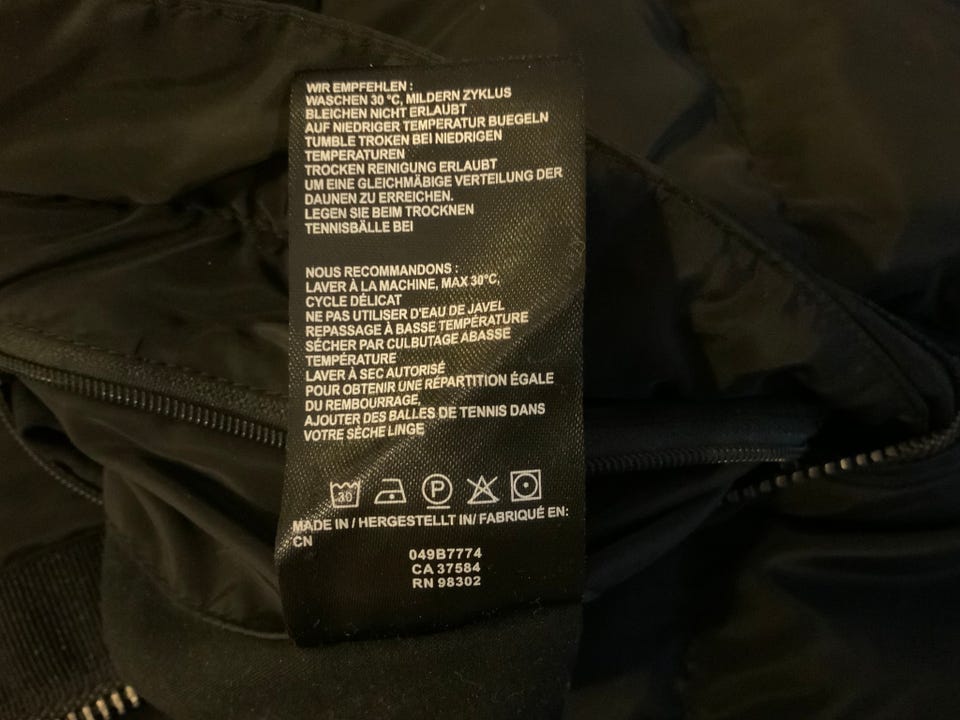 WIR EMPFEHLEN :
WASCHEN 30 °C, MILDERN ZYKLUS
BLEICHEN NICHT ERLAUBT
AUF NIEDRIGER TEMPERATUR BUEGELN
TUMBLE TROKEN BEI NIEDRIGEN
TEMPERATUREN
TROCKEN REINIGUNG ERLAUBT
UM EINE GLEICHMÄBIGE VERTEILUNG DER
DAUNEN ZU ERREICHEN.
LEGEN SIE BEIM TROCKNEN
TENNISBÄLLE BEI
NOUS RECOMMANDONS :
LAVER À LA MACHINE, MAX 30°C,
CYCLE DÉLICAT
NE PAS UTILISER D'EAU DE JAVEL
REPASSAGE À BASSE TEMPÉRATURE
SÉCHER PAR CULBUTAGE ABASSE
TEMPÉRATURE
LAVER À SEC AUTORISÉ
POUR OBTENIR UNE RÉPARTITION ÉGALE
DU REMBOURRAGE,
AJOUTER DES BALLES DE TENNIS DANS
VOTRE SÈCHE LINGE
30 P
MADE IN / HERGESTELLT IN/ FABRIQUÉ EN:
CN
049B7774
CA 37584
RN 98302